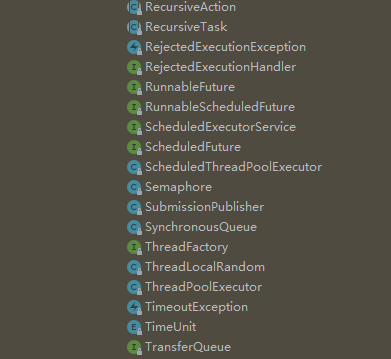 RecursiveAction
RecursiveTask
RejectedExecutionException
RejectedExecutionHandler
RunnableFuture
RunnableScheduledFuture
ScheduledExecutorService
ScheduledFuture
ScheduledThreadPoolExecutor
Semaphore
SubmissionPublisher
SynchronousQueue
ThreadFactory
ThreadLocalRandom
ThreadPoolExecutor
TimeoutException
TimeUnit
TransferQueue